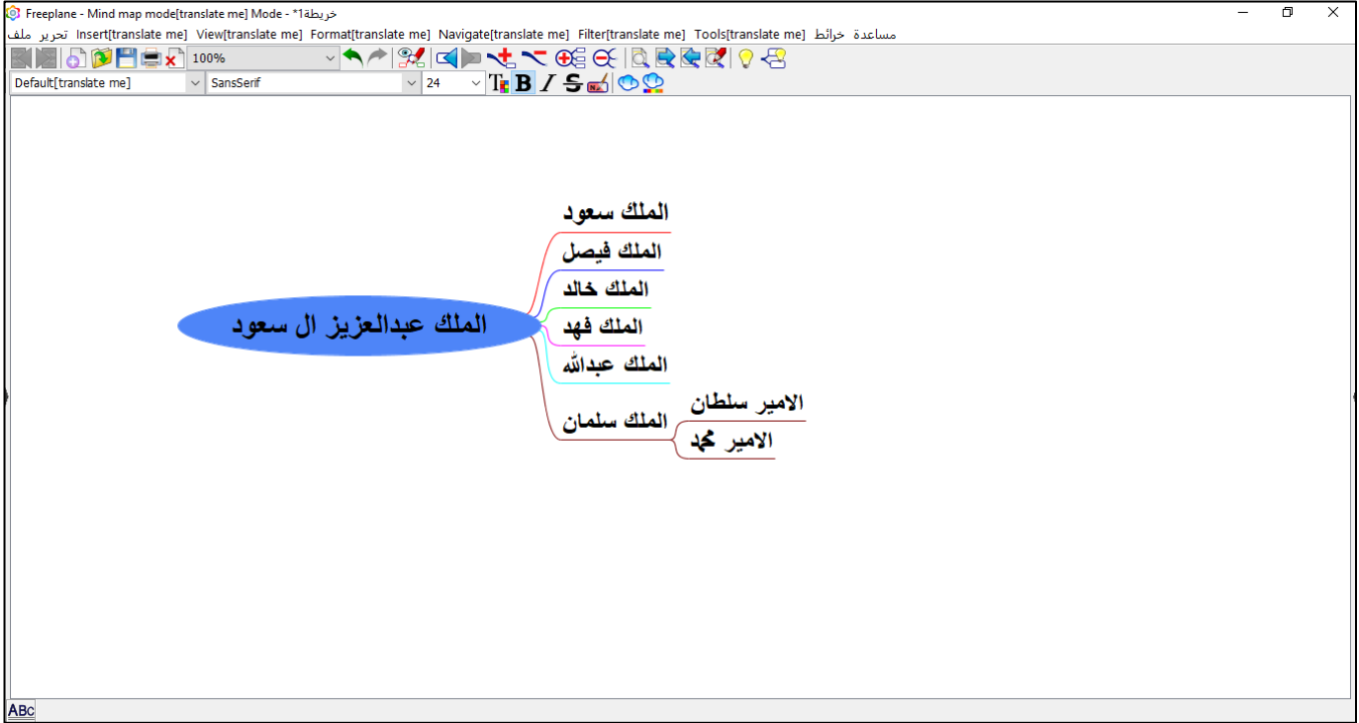 Freeplane - Mind map mode[translate me] Mode - *خريطة1
ملف تحرير Insert[translate me] View[translate me] Format[translate me] Navigate[translate me] Filter[translate me] Tools[translate me] خرائط مساعدة
100%
Default[translate me] SansSerif 24
الملك عبدالعزيز ال سعود
الملك سعود
الملك فيصل
الملك خالد
الملك فهد
الملك عبدالله
الملك سلمان
الامير سلطان
الامير محمد
ABC